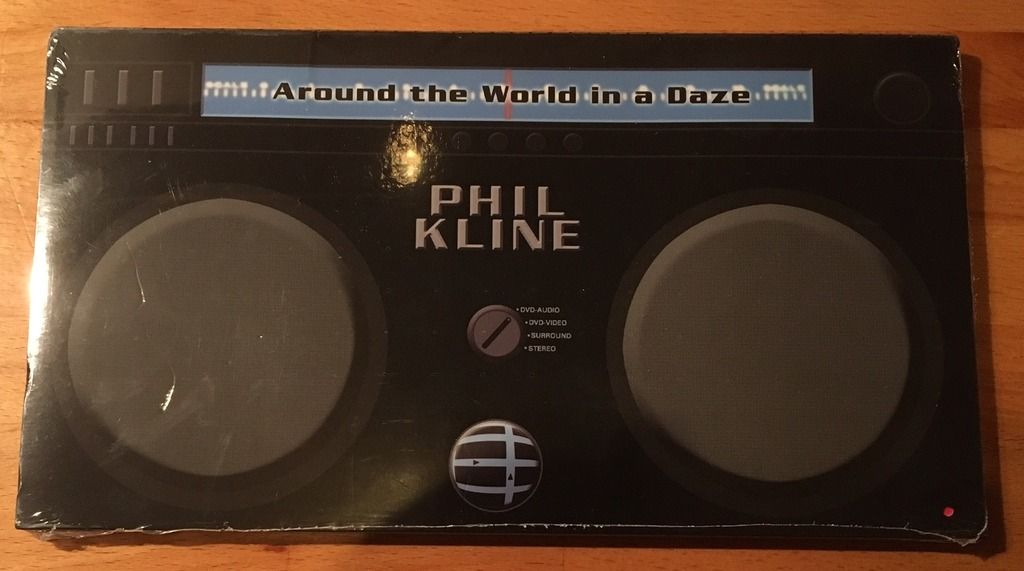 Around the World in a Daze
PHIL
KLINE
• DVD-AUDIO
• DVD-VIDEO
• SURROUND
• STEREO